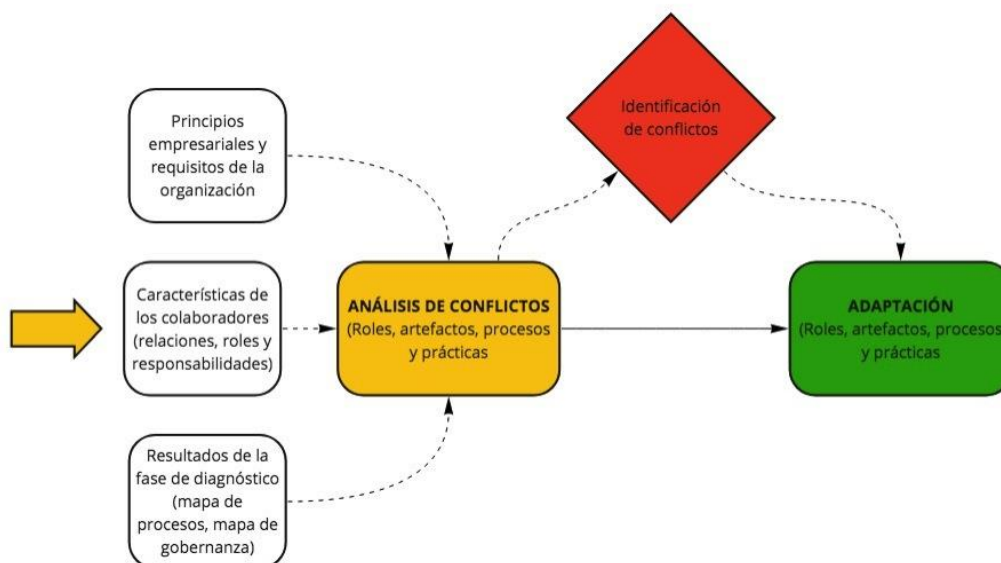 Principios
empresariales y
requisitos de la
organización
Identificación
de conflictos
Características de
los colaboradores
(relaciones, roles y
responsabilidades)
ANÁLISIS DE CONFLICTOS
(Roles, artefactos, procesos
y prácticas
ADAPTACIÓN
(Roles, artefactos, procesos
y prácticas
Resultados de la
fase de diagnóstico
(mapa de
procesos, mapa de
gobernanza)